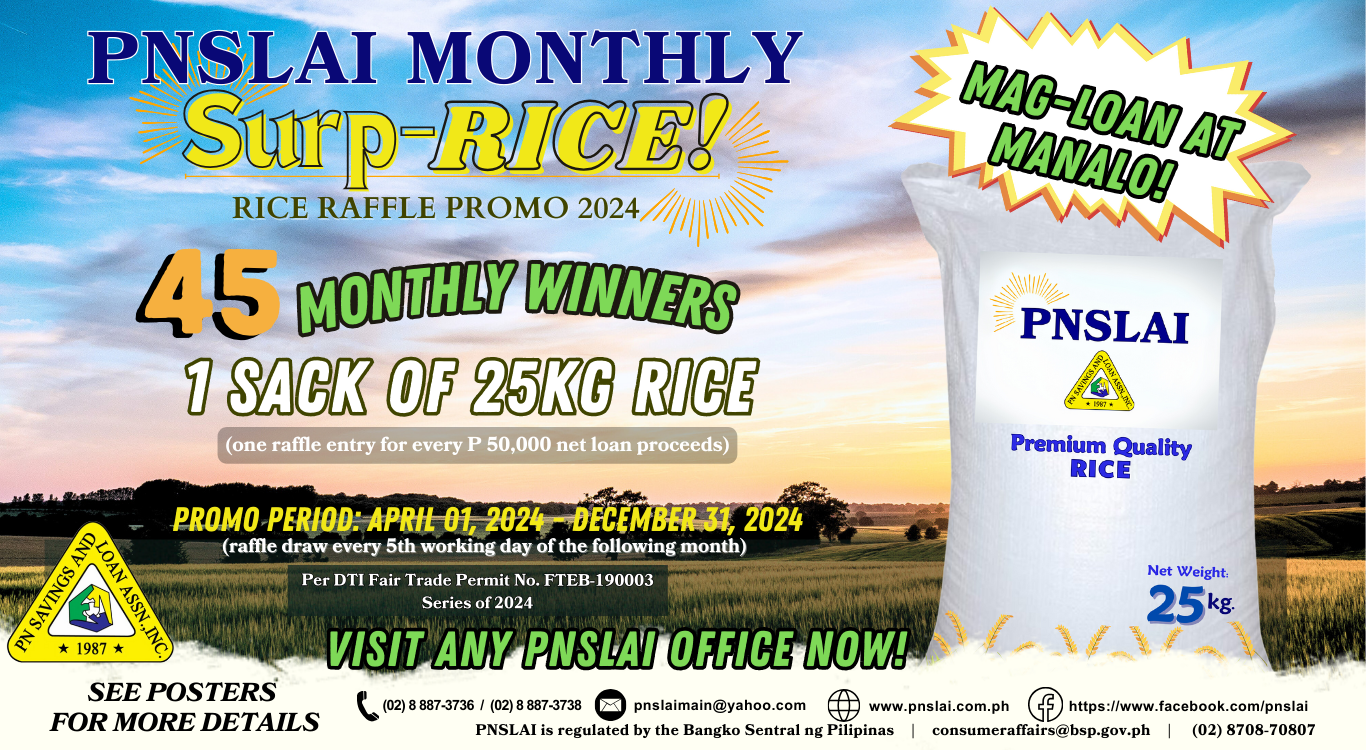 PNSLAI MONTHLY
Surp-RICE!
RICE RAFFLE PROMO 2024
45 MONTHLY WINNERS
1 SACK OF 25KG RICE
(one raffle entry for every P 50,000 net loan proceeds)
PROMO PERIOD: APRIL 01, 2024 - DECEMBER 31, 2024
(raffle draw every 5th working day of the following month)
Per DTI Fair Trade Permit No. FTEB-190003
Series of 2024
VISIT ANY PNSLAI OFFICE NOW!
MAG-LOAN AT
MANALO!
PNSLAI
PN SAVINGS AND LOAN ASSN.,INC.
★ 1987 ★
Premium Quality
RICE
Net Weight:
25kg.
PN SAVINGS AND LOAN ASSN.,INC.
★ 1987 ★
SEE POSTERS
FOR MORE DETAILS
(02) 8 887-3736 / (02) 8 887-3738 pnslaimain@yahoo.com www.pnslai.com.ph https://www.facebook.com/pnslai
PNSLAI is regulated by the Bangko Sentral ng Pilipinas | consumeraffairs@bsp.gov.ph | (02) 8708-70807